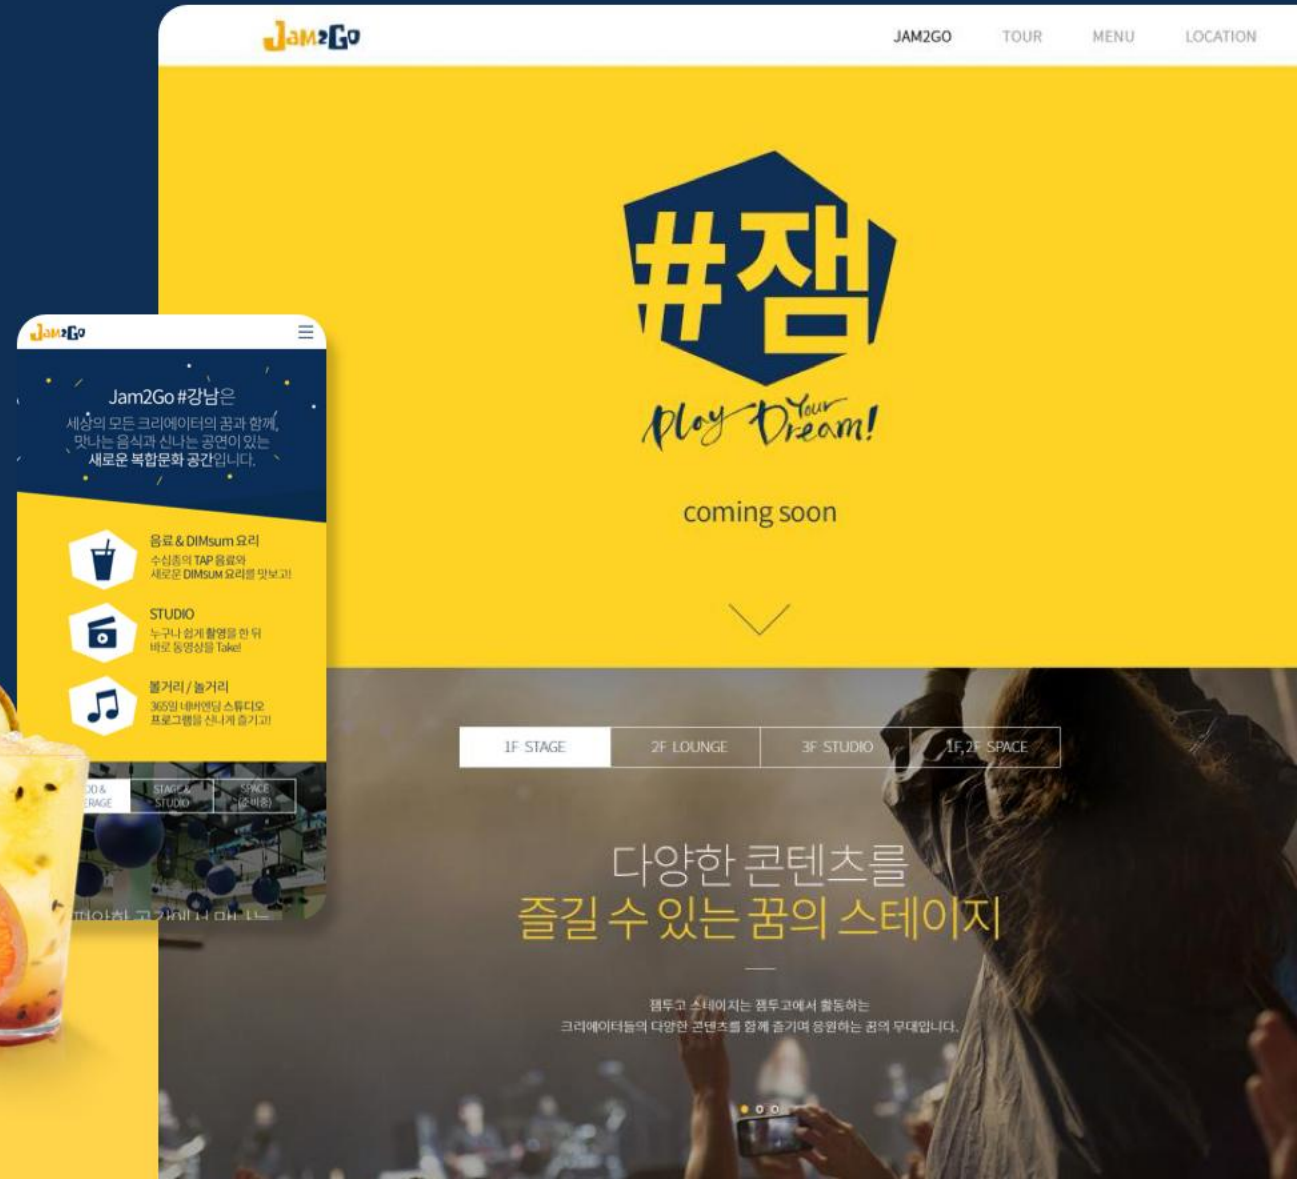 Jam2Go
JAM2GO
TOUR
MENU
LOCATION
#잼
Play Your Dream!
coming soon
1F STAGE
2F LOUNGE
3F STUDIO
1F, 2F SPACE
다양한 콘텐츠를
즐길 수 있는 꿈의 스테이지
잼투고 스테이지는 잼투고에서 활동하는
크리에이터들의 다양한 콘텐츠를 함께 즐기며 응원하는 꿈의 무대입니다.
Jam2Go
Jam2Go #강남은
세상의 모든 크리에이터의 꿈과 함께,
맛나는 음식과 신나는 공연이 있는
새로운 복합문화 공간입니다.
음료 & DIMsum 요리
수십종의 TAP 음료와
새로운 DIMSUM 요리를 맛보고!
STUDIO
누구나 쉽게 촬영을 한 뒤
바로 동영상을 Take!
볼거리 / 놀거리
365일 네버엔딩 스튜디오
프로그램을 신나게 즐기고!
STAGE &
STUDIO
SPACE
(준비중)